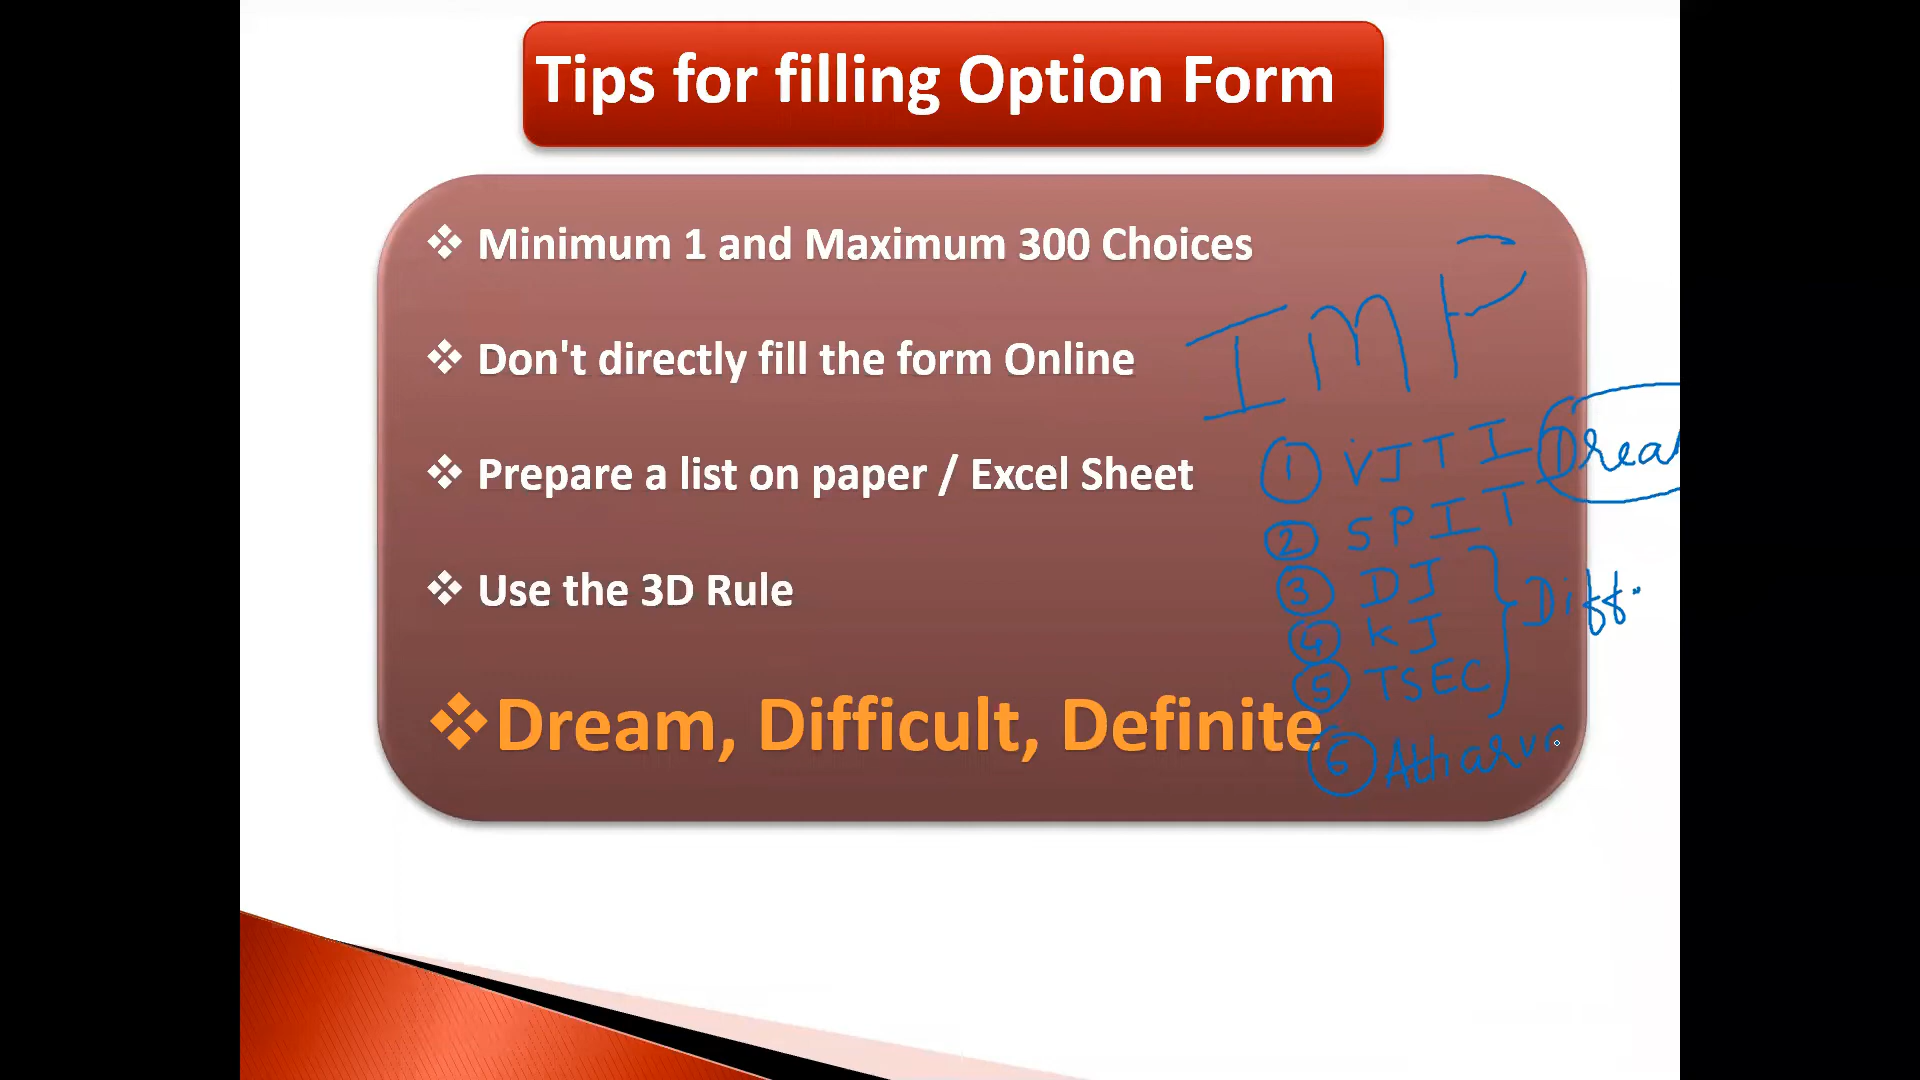 Tips for filling Option Form
❖ Minimum 1 and Maximum 300 Choices
❖ Don't directly fill the form Online
❖ Prepare a list on paper / Excel Sheet
❖ Use the 3D Rule
❖Dream, Difficult, Definite
IMP
① VJTI Drea
② SPIT
③ DJ
④ KJ
⑤ TSEC
Diff.
⑥ Atharv